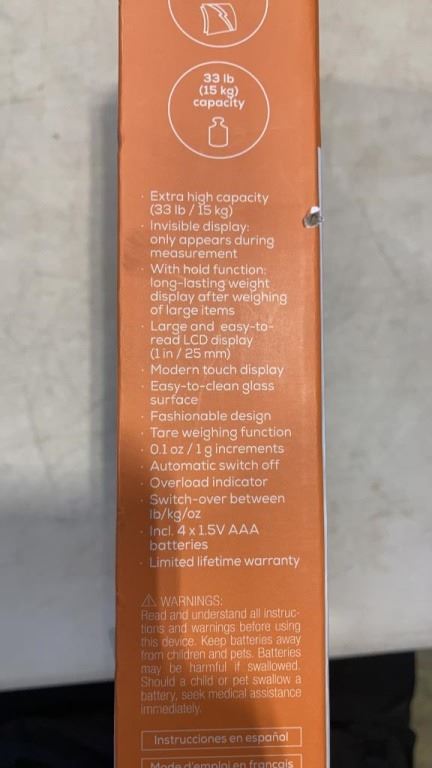 33 lb
(15 kg)
capacity
· Extra high capacity
(33 lb / 15 kg)
· Invisible display:
only appears during
measurement
· With hold function:
long-lasting weight
display after weighing
of large items
· Large and easy-to-
read LCD display
(1 in / 25 mm)
· Modern touch display
· Easy-to-clean glass
surface
· Fashionable design
· Tare weighing function
· 0.1 oz / 1 g increments
· Automatic switch off
· Overload indicator
· Switch-over between
lb/kg/oz
· Incl. 4 x 1.5V AAA
batteries
· Limited lifetime warranty
⚠ WARNINGS:
Read and understand all instruc-
tions and warnings before using
this device. Keep batteries away
from children and pets. Batteries
may be harmful if swallowed.
Should a child or pet swallow a
battery, seek medical assistance
immediately.
Instrucciones en español
Mode d'emploi en français